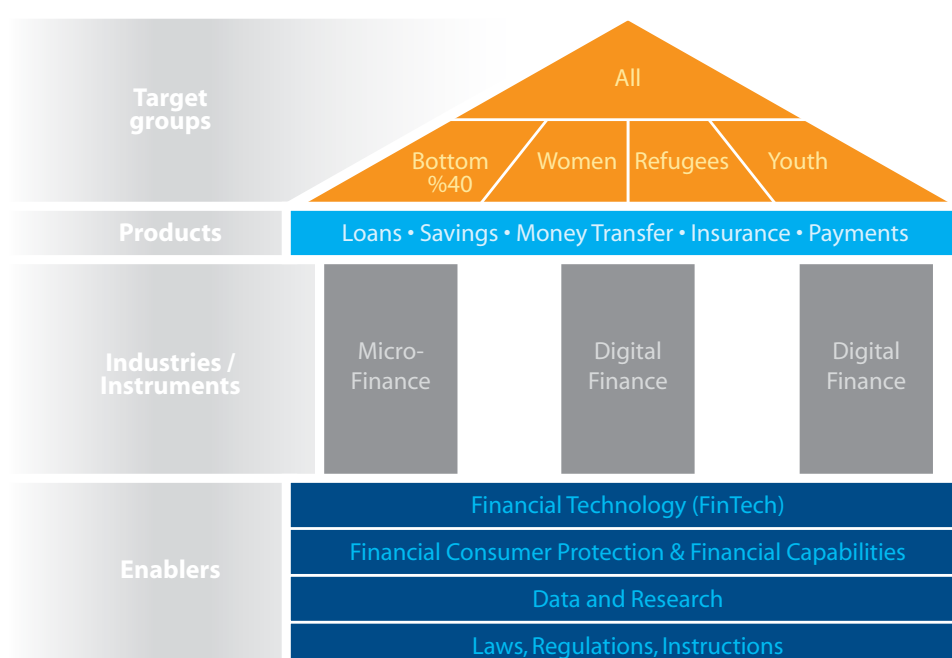 All
Target
groups
Bottom
%40
Women
Refugees
Youth
Products
Loans • Savings • Money Transfer • Insurance • Payments
Industries /
Instruments
Micro-
Finance
Digital
Finance
Digital
Finance
Enablers
Financial Technology (FinTech)
Financial Consumer Protection & Financial Capabilities
Data and Research
Laws, Regulations, Instructions